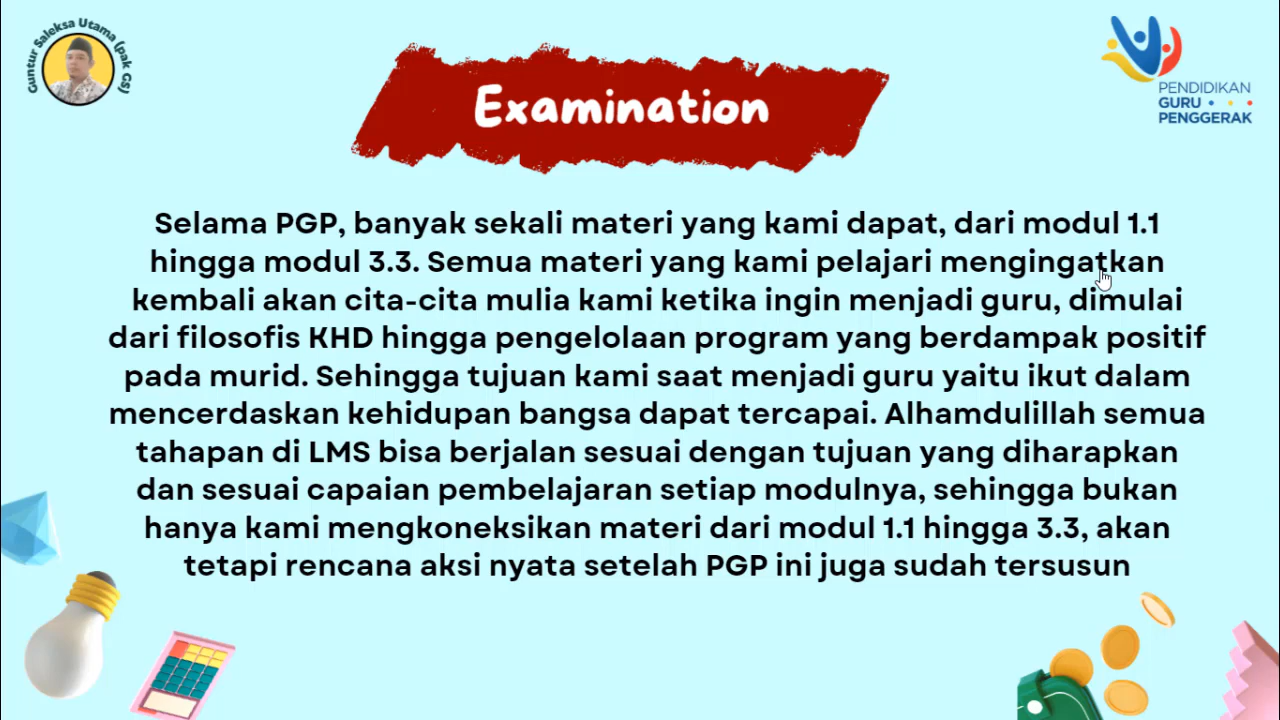 Guntur Saleksa Utama (pak GS)
Examination
PENDIDIKAN
GURU
PENGGERAK
Selama PGP, banyak sekali materi yang kami dapat, dari modul 1.1
hingga modul 3.3. Semua materi yang kami pelajari mengingatkan
kembali akan cita-cita mulia kami ketika ingin menjadi guru, dimulai
dari filosofis KHD hingga pengelolaan program yang berdampak positif
pada murid. Sehingga tujuan kami saat menjadi guru yaitu ikut dalam
mencerdaskan kehidupan bangsa dapat tercapai. Alhamdulillah semua
tahapan di LMS bisa berjalan sesuai dengan tujuan yang diharapkan
dan sesuai capaian pembelajaran setiap modulnya, sehingga bukan
hanya kami mengkoneksikan materi dari modul 1.1 hingga 3.3, akan
tetapi rencana aksi nyata setelah PGP ini juga sudah tersusun